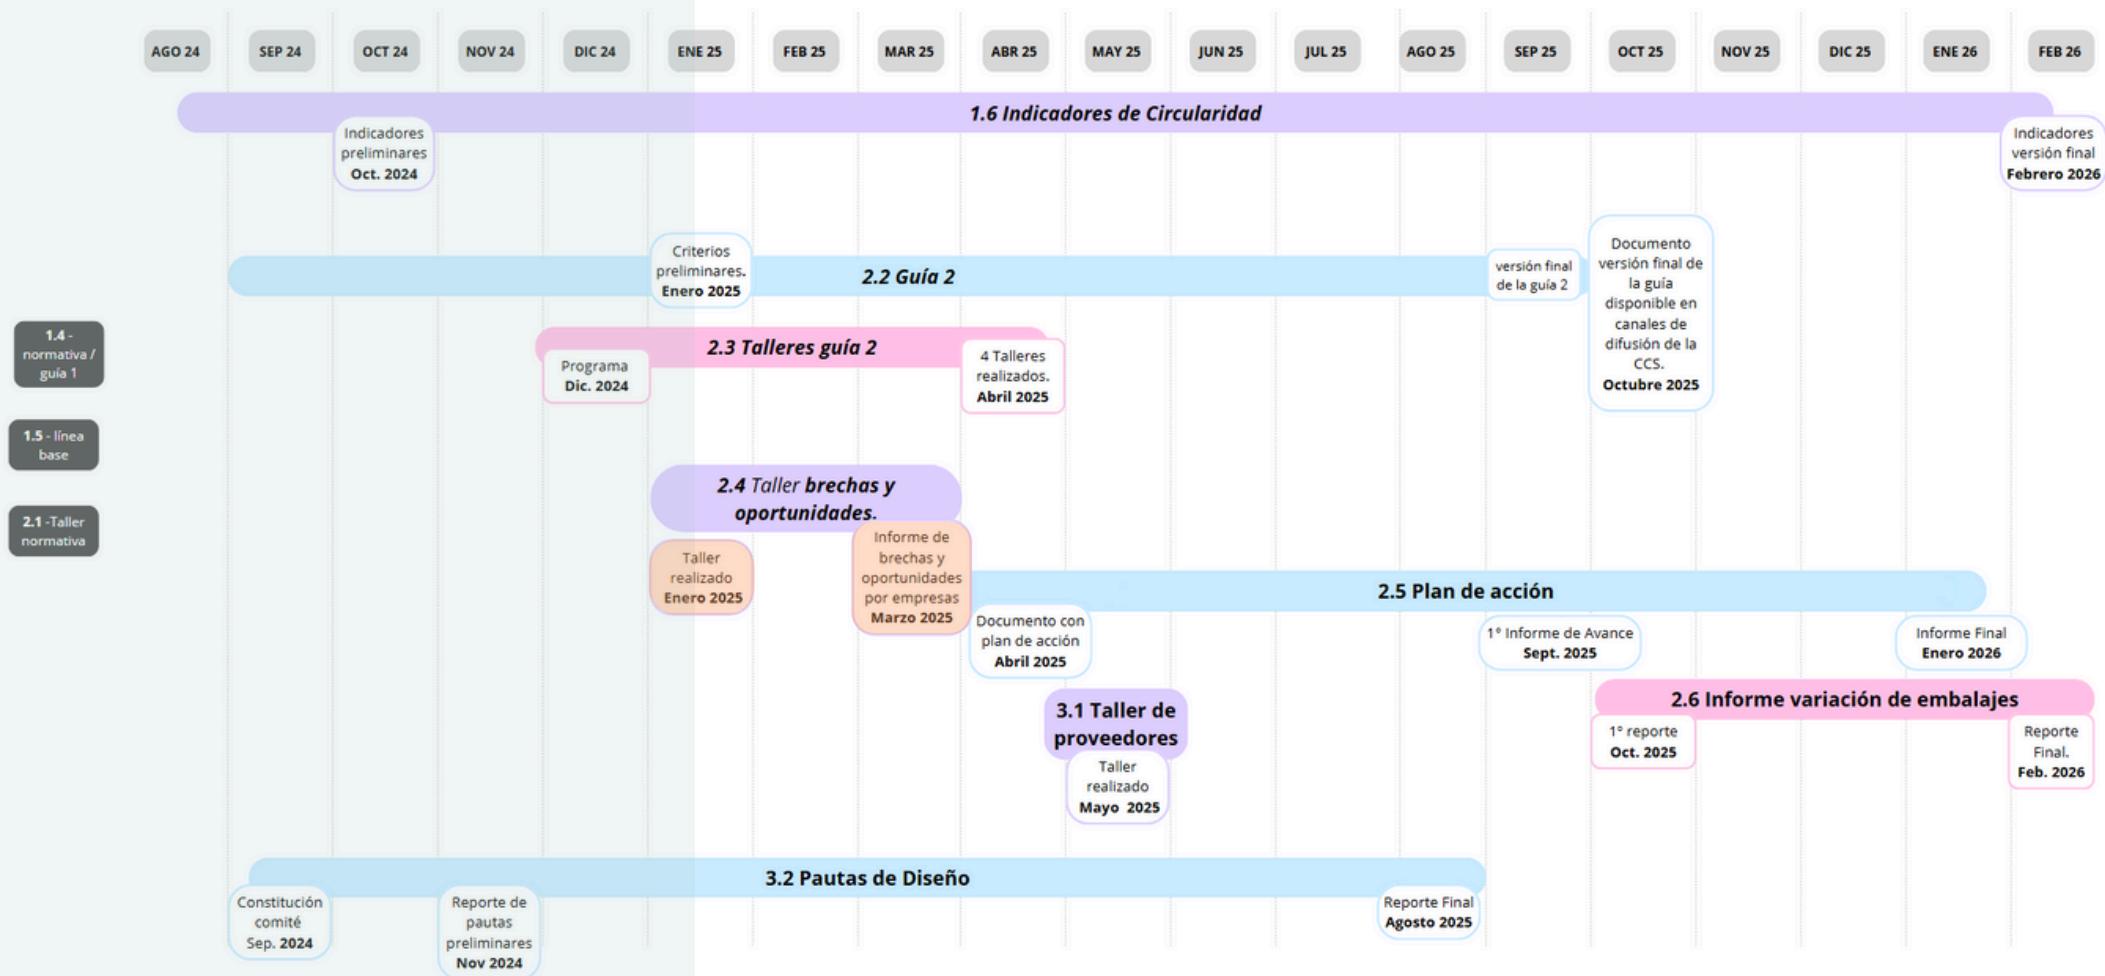 AGO 24
SEP 24
OCT 24
NOV 24
DIC 24
ENE 25
FEB 25
MAR 25
ABR 25
MAY 25
JUN 25
JUL 25
AGO 25
SEP 25
OCT 25
NOV 25
DIC 25
ENE 26
FEB 26
1.6 Indicadores de Circularidad
Indicadores
preliminares
Oct. 2024
Indicadores
versión final
Febrero 2026
2.2 Guía 2
Criterios
preliminares.
Enero 2025
versión final
de la guía 2
Documento
versión final de
la guía
disponible en
canales de
difusión de la
CCS.
Octubre 2025
1.4 -
normativa /
guía 1
2.3 Talleres guía 2
Programa
Dic. 2024
4 Talleres
realizados.
Abril 2025
1.5 - línea
base
2.4 Taller brechas y
oportunidades.
2.1 -Taller
normativa
Taller
realizado
Enero 2025
Informe de
brechas y
oportunidades
por empresas
Marzo 2025
2.5 Plan de acción
Documento con
plan de acción
Abril 2025
1º Informe de Avance
Sept. 2025
Informe Final
Enero 2026
3.1 Taller de
proveedores
Taller
realizado
Mayo 2025
2.6 Informe variación de embalajes
1º reporte
Oct. 2025
Reporte
Final.
Feb. 2026
3.2 Pautas de Diseño
Constitución
comité
Sep. 2024
Reporte de
pautas
preliminares
Nov 2024
Reporte Final
Agosto 2025